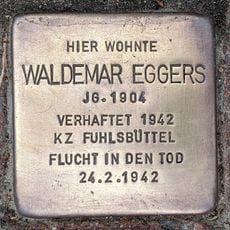 HIER WOHNTE
WALDEMAR EGGERS
JG. 1904
VERHAFTET 1942
KZ FUHLSBÜTTEL
FLUCHT IN DEN TOD
24.2.1942